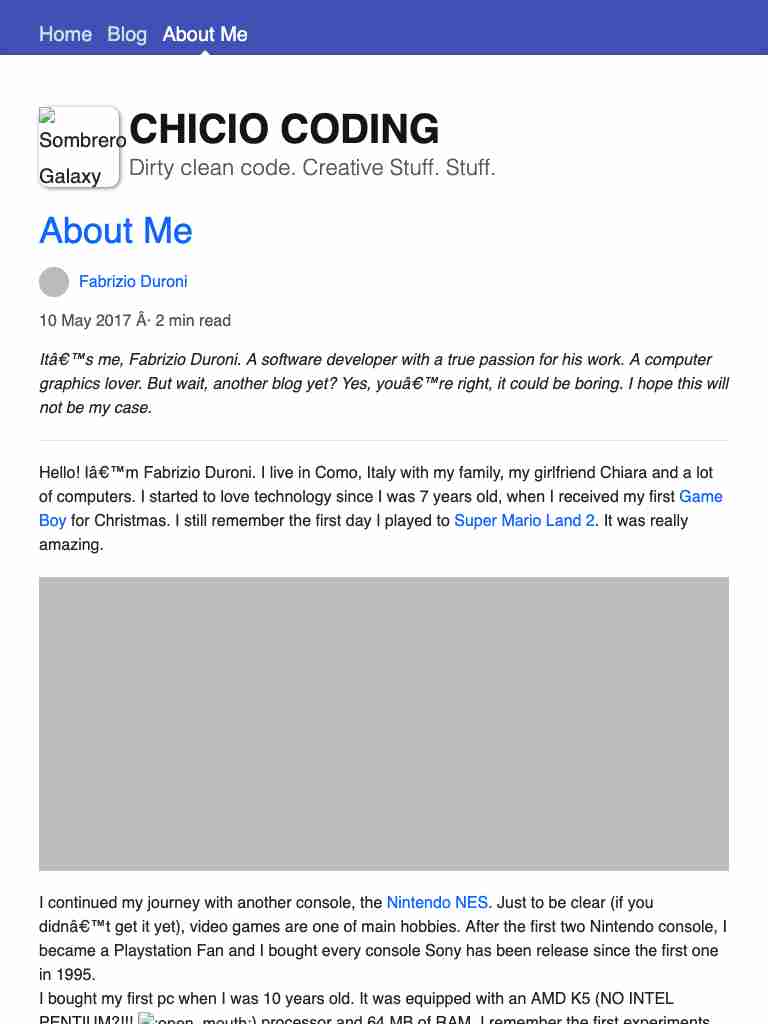 Home Blog About Me
Sombrero
Galaxy
CHICIO CODING
Dirty clean code. Creative Stuff. Stuff.
About Me
Fabrizio Duroni
10 May 2017 Â· 2 min read
Itâ€™s me, Fabrizio Duroni. A software developer with a true passion for his work. A computer
graphics lover. But wait, another blog yet? Yes, youâ€™re right, it could be boring. I hope this will
not be my case.
Hello! Iâ€™m Fabrizio Duroni. I live in Como, Italy with my family, my girlfriend Chiara and a lot
of computers. I started to love technology since I was 7 years old, when I received my first Game
Boy for Christmas. I still remember the first day I played to Super Mario Land 2. It was really
amazing.
I continued my journey with another console, the Nintendo NES. Just to be clear (if you
didnâ€™t get it yet), video games are one of main hobbies. After the first two Nintendo console, I
became a Playstation Fan and I bought every console Sony has been release since the first one
in 1995.
I bought my first pc when I was 10 years old. It was equipped with an AMD K5 (NO INTEL
PENTIUM?!!! :open_mouth:) processor and 64 MB of RAM. I remember the first experiments